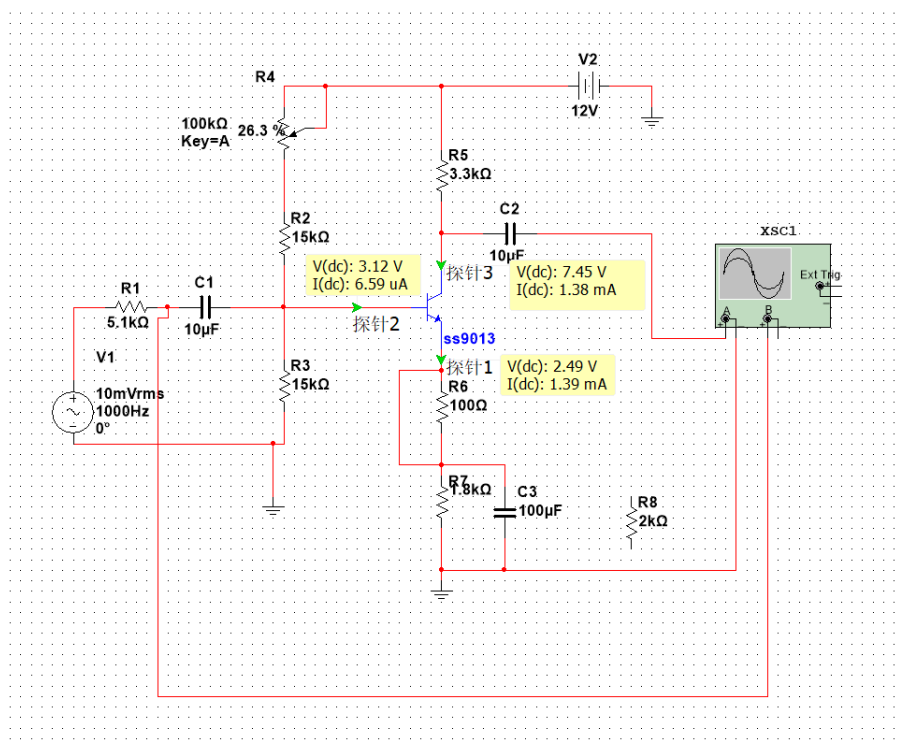 V2
12V
R4
100kΩ
Key=A
26.3 %
R5
3.3kΩ
R2
15kΩ
C2
10µF
xsc1
Ext Trig
+
−
A
B
+
−
+
−
V(dc): 3.12 V
I(dc): 6.59 uA
探针2
探针3
V(dc): 7.45 V
I(dc): 1.38 mA
R1
5.1kΩ
C1
10µF
ss9013
探针1
V(dc): 2.49 V
I(dc): 1.39 mA
V1
10mVrms
1000Hz
0°
+
−
R3
15kΩ
R6
100Ω
R7
1.8kΩ
C3
100µF
R8
2kΩ